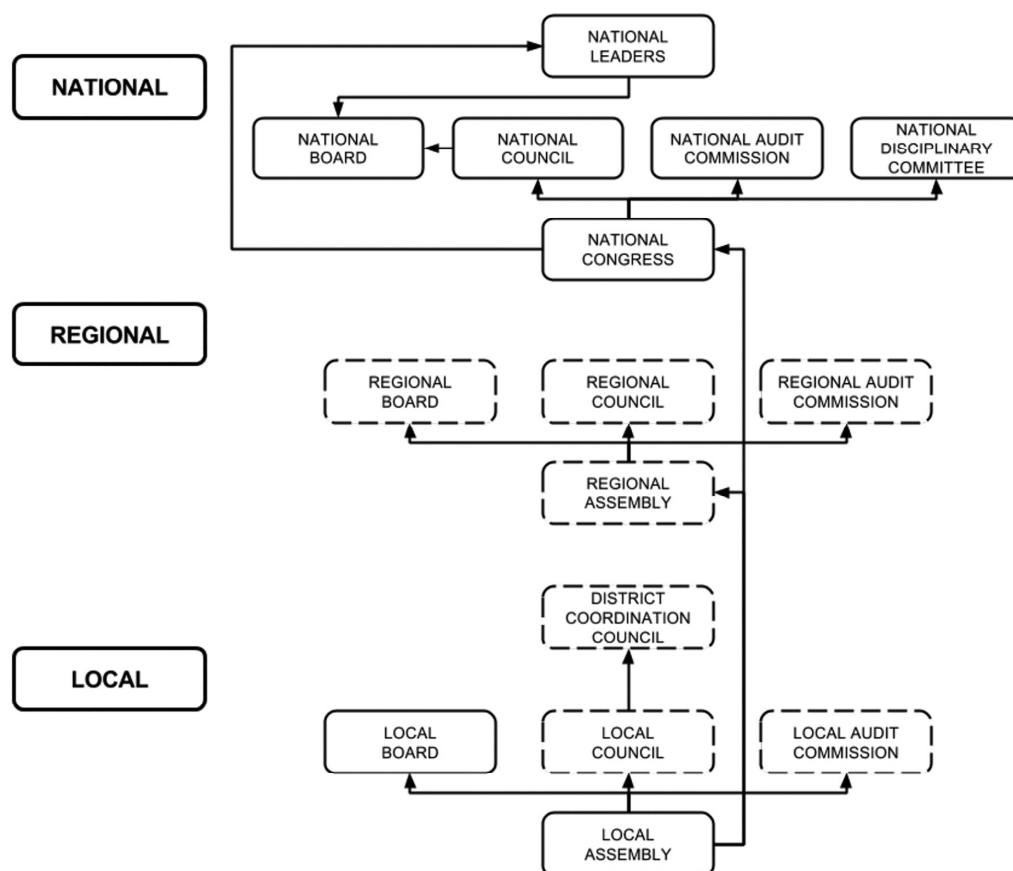 NATIONAL
LEADERS
NATIONAL
NATIONAL
BOARD
NATIONAL
COUNCIL
NATIONAL AUDIT
COMMISSION
NATIONAL
DISCIPLINARY
COMMITTEE
NATIONAL
CONGRESS
REGIONAL
REGIONAL
BOARD
REGIONAL
COUNCIL
REGIONAL AUDIT
COMMISSION
REGIONAL
ASSEMBLY
DISTRICT
COORDINATION
COUNCIL
LOCAL
LOCAL
BOARD
LOCAL
COUNCIL
LOCAL AUDIT
COMMISSION
LOCAL
ASSEMBLY